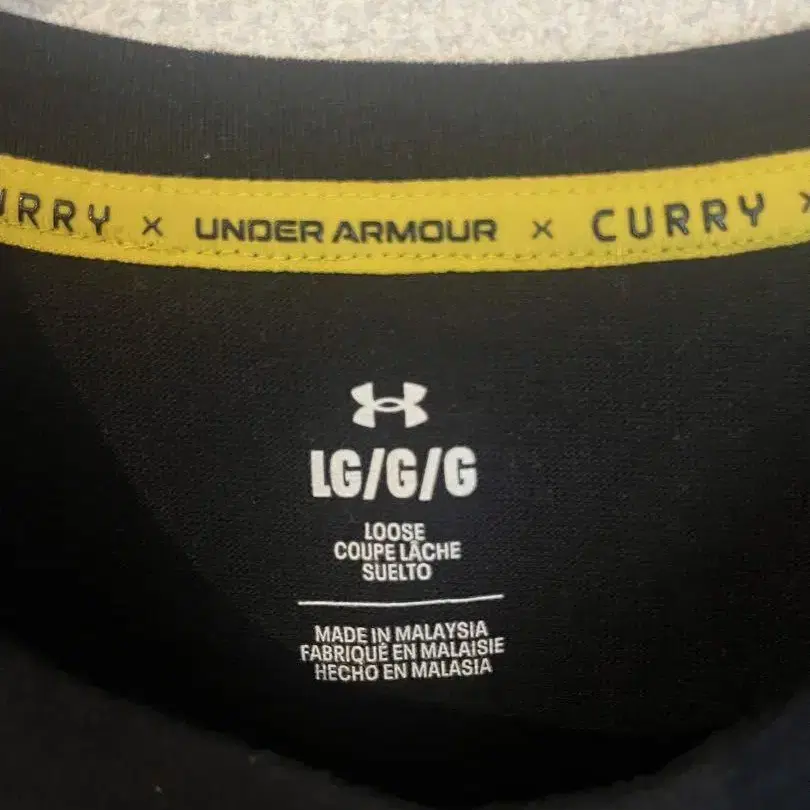 URRY × UNDER ARMOUR × CURRY ×
LG/G/G
LOOSE
COUPE LÂCHE
SUELTO
MADE IN MALAYSIA
FABRIQUÉ EN MALAISIE
HECHO EN MALASIA